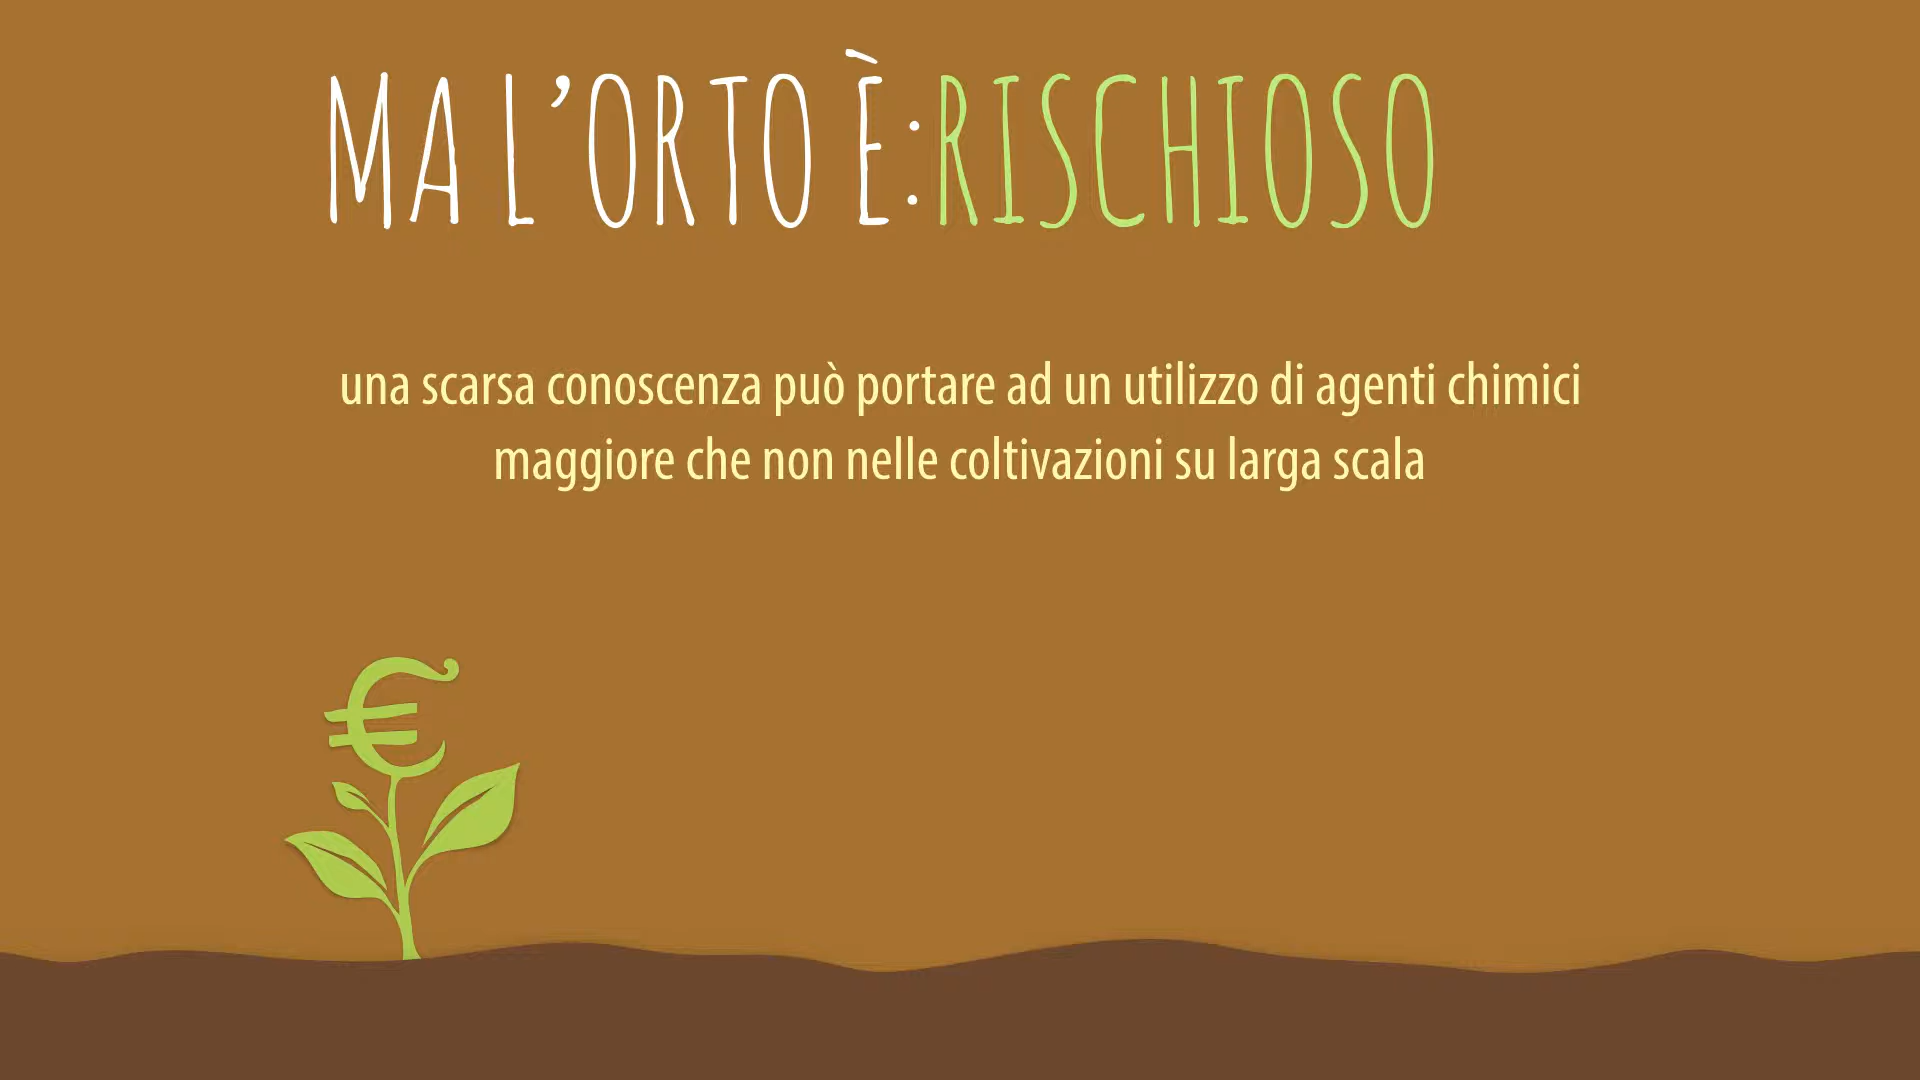 MA L’ORTO È:RISCHIOSO
una scarsa conoscenza può portare ad un utilizzo di agenti chimici
maggiore che non nelle coltivazioni su larga scala
€